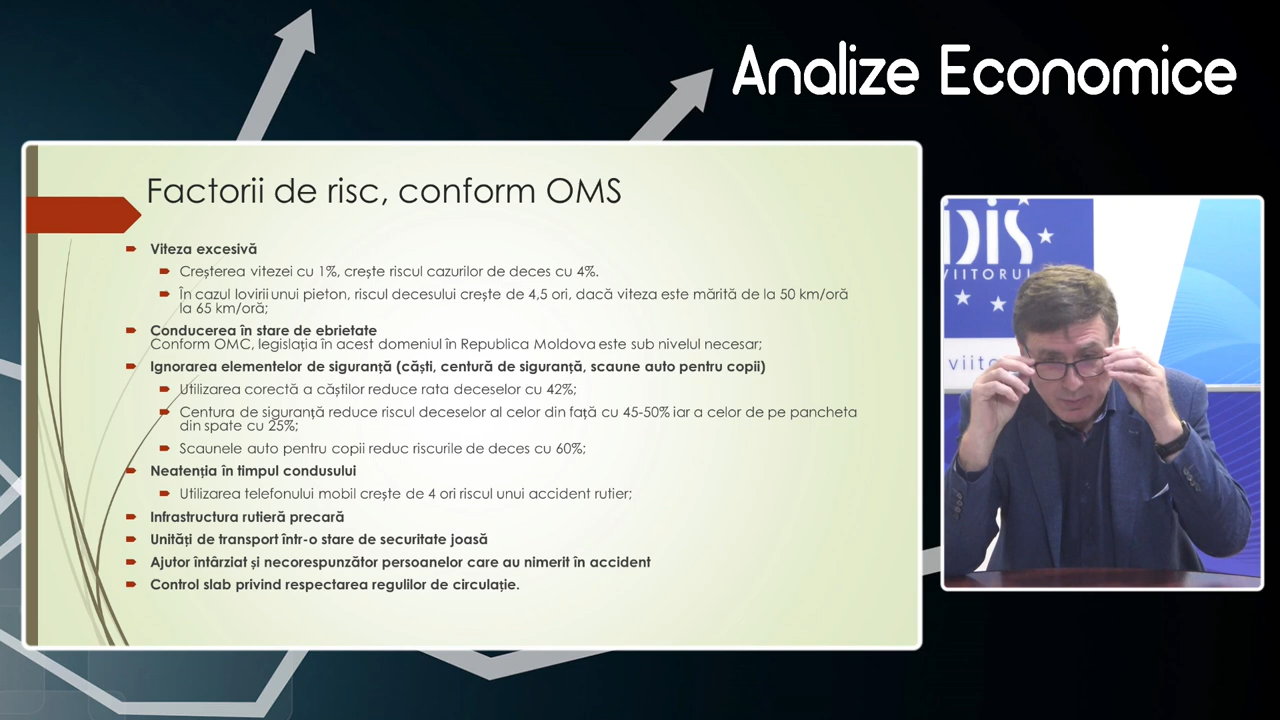 Analize Economice
Factorii de risc, conform OMS
Viteza excesivă
Creșterea vitezei cu 1%, crește riscul cazurilor de deces cu 4%.
În cazul lovirii unui pieton, riscul decesului crește de 4,5 ori, dacă viteza este mărită de la 50 km/oră
la 65 km/oră;
Conducerea în stare de ebrietate
Conform OMC, legislația în acest domeniul în Republica Moldova este sub nivelul necesar;
Ignorarea elementelor de siguranță (căști, centură de siguranță, scaune auto pentru copii)
Utilizarea corectă a căștilor reduce rata deceselor cu 42%;
Centura de siguranță reduce riscul deceselor al celor din față cu 45-50% iar a celor de pe pancheta
din spate cu 25%;
Scaunele auto pentru copii reduc riscurile de deces cu 60%;
Neatenția în timpul condusului
Utilizarea telefonului mobil crește de 4 ori riscul unui accident rutier;
Infrastructura rutieră precară
Unități de transport într-o stare de securitate joasă
Ajutor întârziat și necorespunzător persoanelor care au nimerit în accident
Control slab privind respectarea regulilor de circulație.
IDIS
VIITORUL
viito